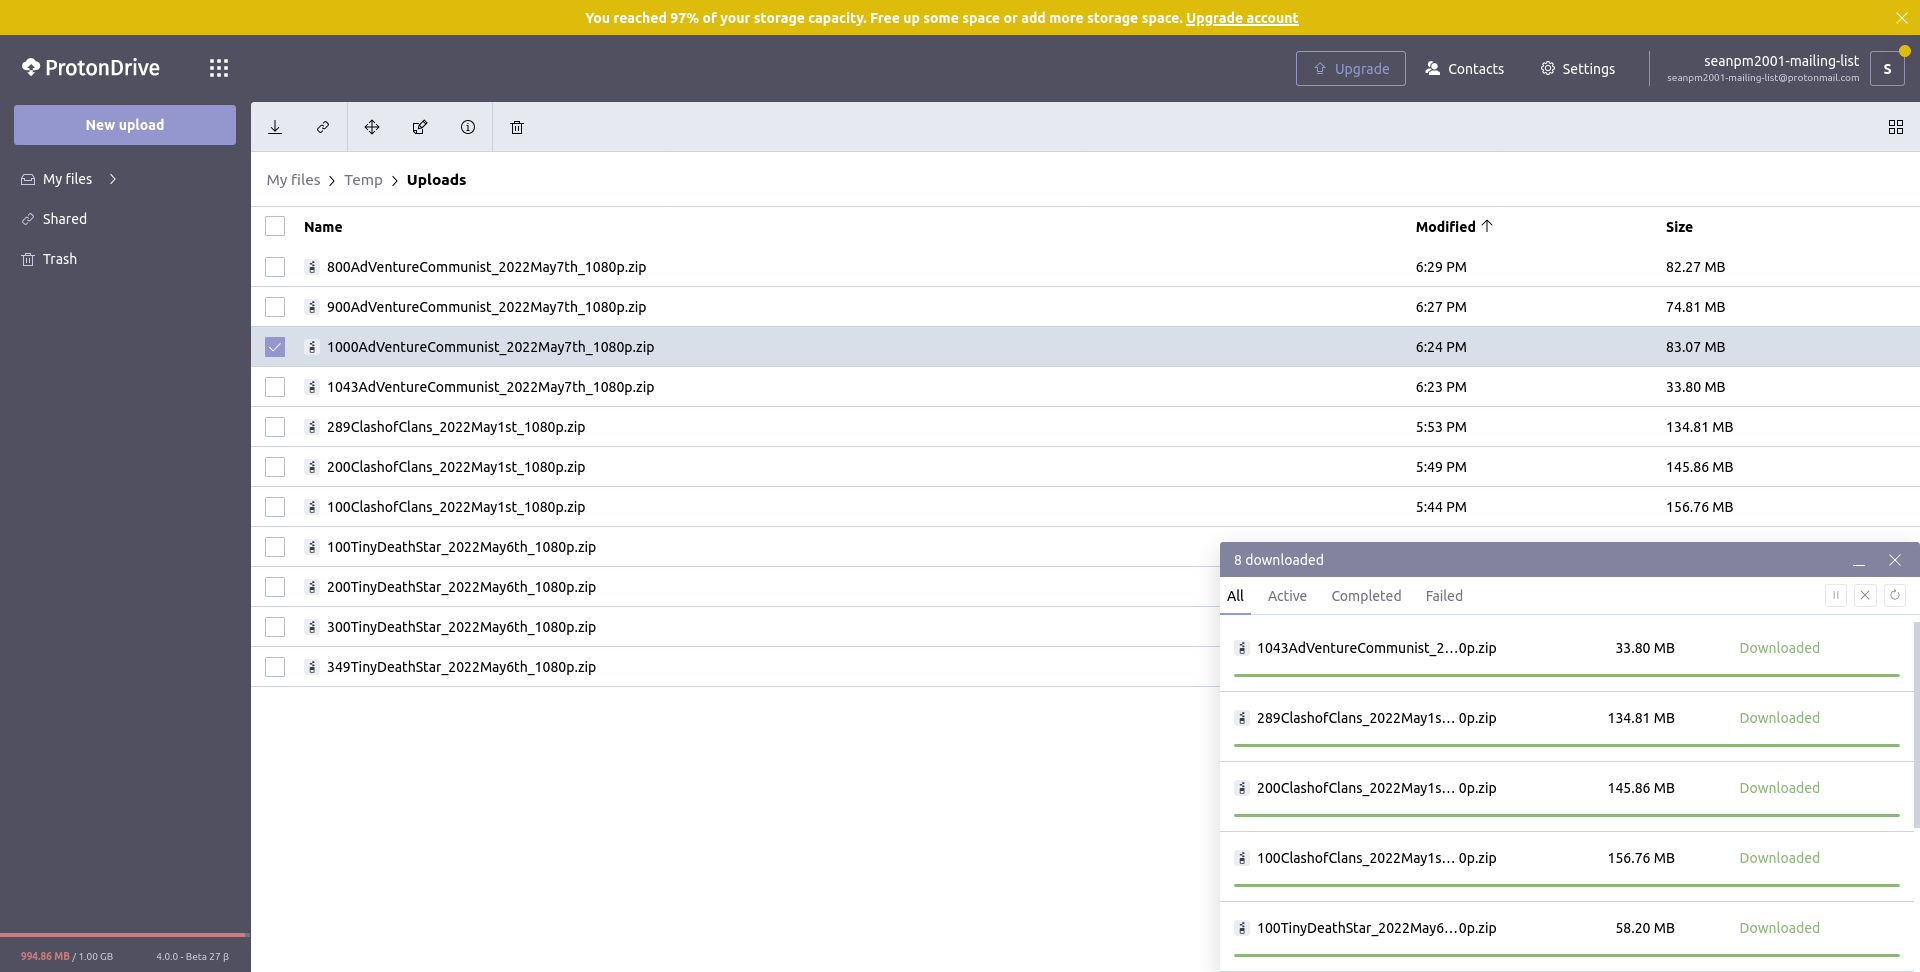 You reached 97% of your storage capacity. Free up some space or add more storage space. Upgrade account
ProtonDrive
Upgrade
Contacts
Settings
seanpm2001-mailing-list
seanpm2001-mailing-list@protonmail.com
S
New upload
My files
Shared
Trash
My files > Temp > Uploads
Name Modified Size
800AdVentureCommunist_2022May7th_1080p.zip 6:29 PM 82.27 MB
900AdVentureCommunist_2022May7th_1080p.zip 6:27 PM 74.81 MB
1000AdVentureCommunist_2022May7th_1080p.zip 6:24 PM 83.07 MB
1043AdVentureCommunist_2022May7th_1080p.zip 6:23 PM 33.80 MB
289ClashofClans_2022May1st_1080p.zip 5:53 PM 134.81 MB
200ClashofClans_2022May1st_1080p.zip 5:49 PM 145.86 MB
100ClashofClans_2022May1st_1080p.zip 5:44 PM 156.76 MB
100TinyDeathStar_2022May6th_1080p.zip
200TinyDeathStar_2022May6th_1080p.zip
300TinyDeathStar_2022May6th_1080p.zip
349TinyDeathStar_2022May6th_1080p.zip
8 downloaded
All Active Completed Failed
1043AdVentureCommunist_2...0p.zip 33.80 MB Downloaded
289ClashofClans_2022May1s... 0p.zip 134.81 MB Downloaded
200ClashofClans_2022May1s... 0p.zip 145.86 MB Downloaded
100ClashofClans_2022May1s... 0p.zip 156.76 MB Downloaded
100TinyDeathStar_2022May6...0p.zip 58.20 MB Downloaded
994.86 MB / 1.00 GB 4.0.0 - Beta 27 β